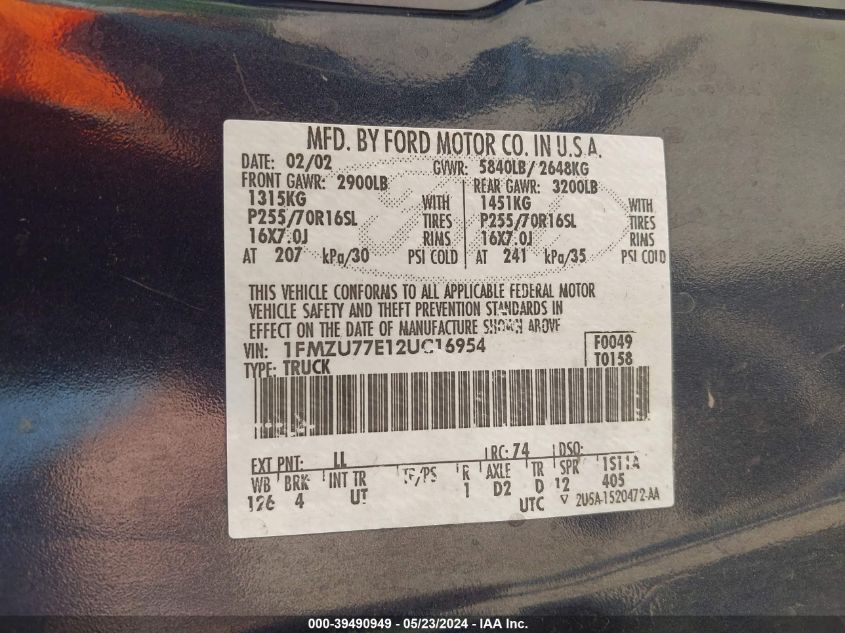 MFD. BY FORD MOTOR CO. IN U.S.A.
DATE: 02/02 GVWR: 5840LB/ 2648KG
FRONT GAWR: 2900LB REAR GAWR: 3200LB
1315KG WITH 1451KG WITH
P255/70R16SL TIRES P255/70R16SL TIRES
16X7.0J RIMS 16X7.0J RIMS
AT 207 kPa/30 PSI COLD AT 241 kPa/35 PSI COLD
THIS VEHICLE CONFORMS TO ALL APPLICABLE FEDERAL MOTOR
VEHICLE SAFETY AND THEFT PREVENTION STANDARDS IN
EFFECT ON THE DATE OF MANUFACTURE SHOWN ABOVE
VIN: 1FMZU77E12UC16954 F0049
TYPE: TRUCK T0158
EXT PNT: LL RC: 74 DSO:
WB BRK INT TR TP/PS R AXLE TR SPR
126 4 UT 1 D2 D 12 405
UTC 2U5A-1520472-AA
000-39490949 - 05/23/2024 - IAA Inc.